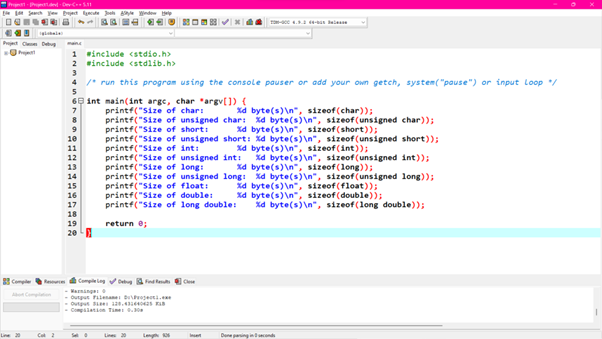 Project1 - [Project1.dev] - Dev-C++ 5.11
File Edit Search View Project Execute Tools AStyle Window Help
TDM-GCC 4.9.2 64-bit Release
(globals)
Project Classes Debug
Project1
main.c
1 #include <stdio.h>
2 #include <stdlib.h>
3
4 /* run this program using the console pauser or add your own getch, system("pause") or input loop */
5
6 int main(int argc, char *argv[]) {
7 printf("Size of char: %d byte(s)\n", sizeof(char));
8 printf("Size of unsigned char: %d byte(s)\n", sizeof(unsigned char));
9 printf("Size of short: %d byte(s)\n", sizeof(short));
10 printf("Size of unsigned short: %d byte(s)\n", sizeof(unsigned short));
11 printf("Size of int: %d byte(s)\n", sizeof(int));
12 printf("Size of unsigned int: %d byte(s)\n", sizeof(unsigned int));
13 printf("Size of long: %d byte(s)\n", sizeof(long));
14 printf("Size of unsigned long: %d byte(s)\n", sizeof(unsigned long));
15 printf("Size of float: %d byte(s)\n", sizeof(float));
16 printf("Size of double: %d byte(s)\n", sizeof(double));
17 printf("Size of long double: %d byte(s)\n", sizeof(long double));
18
19 return 0;
20 }
Compiler Resources Compile Log Debug Find Results Close
Abort Compilation
- Warnings: 0
- Output Filename: D:\Project1.exe
- Output Size: 128.431640625 KiB
- Compilation Time: 0.30s
Line: 20 Col: 2 Sel: 0 Lines: 20 Length: 926 Insert Done parsing in 0 seconds